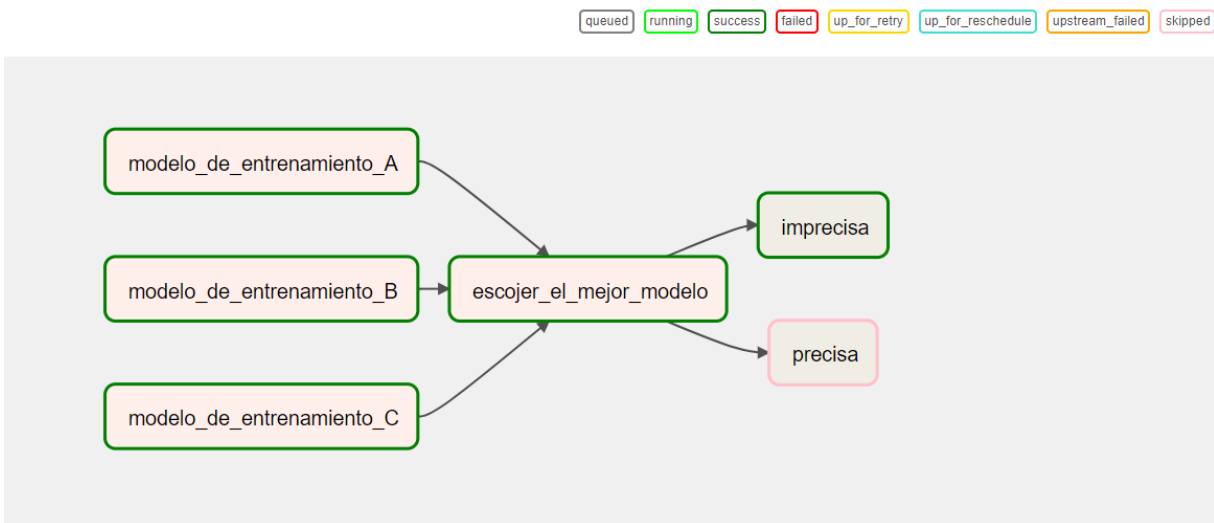 queued running success failed up_for_retry up_for_reschedule upstream_failed skipped
modelo_de_entrenamiento_A
imprecisa
modelo_de_entrenamiento_B
escojer_el_mejor_modelo
precisa
modelo_de_entrenamiento_C